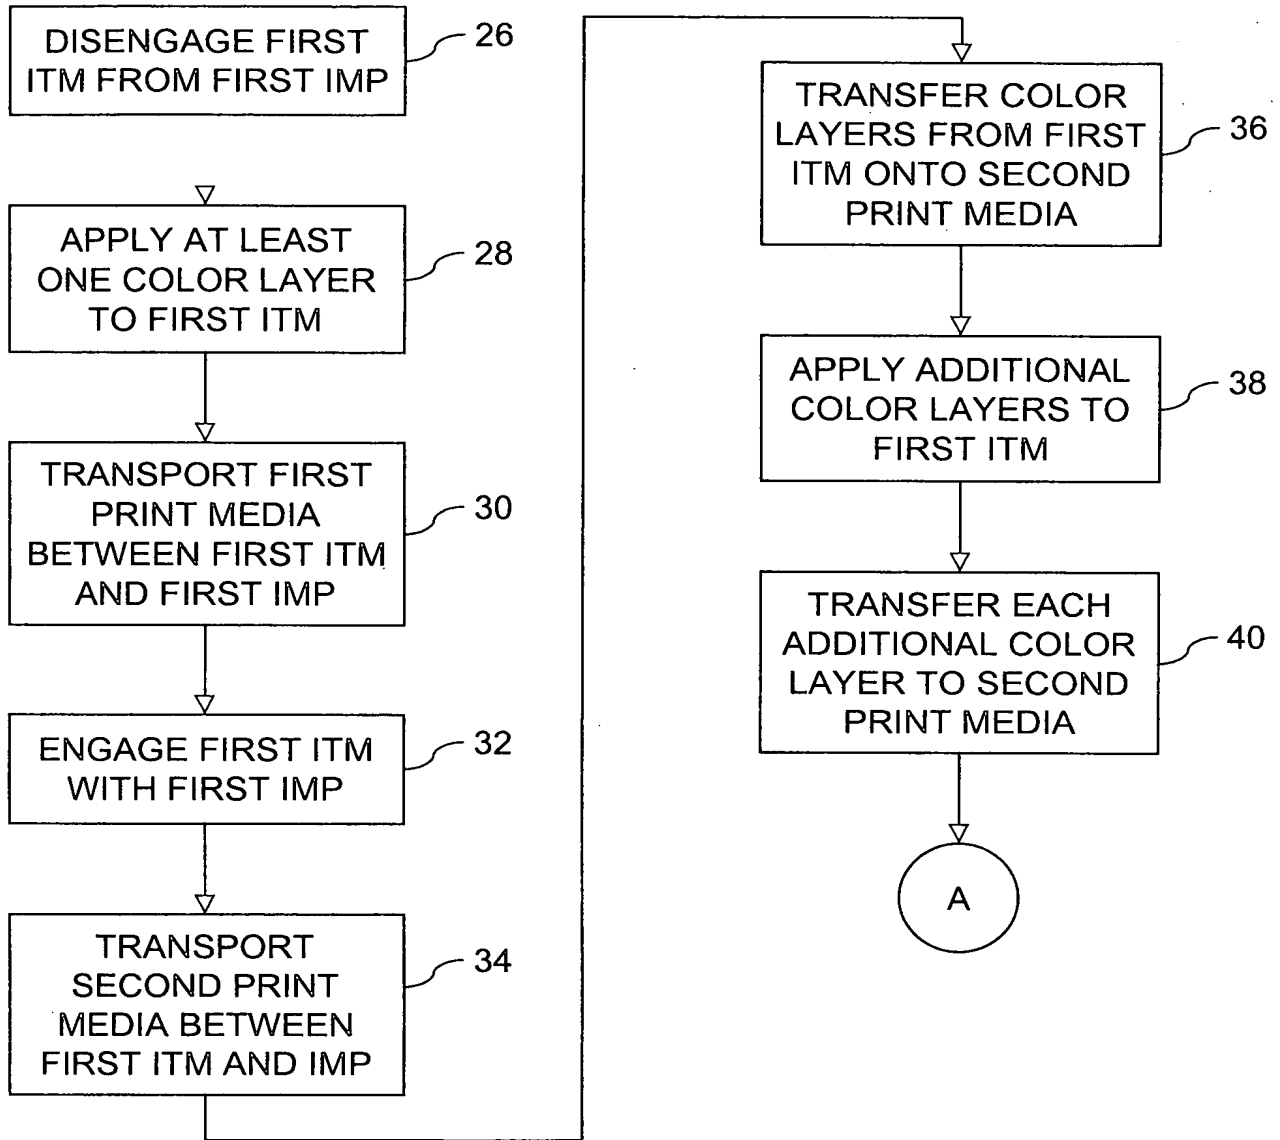 DISENGAGE FIRST
ITM FROM FIRST IMP
26
APPLY AT LEAST
ONE COLOR LAYER
TO FIRST ITM
28
TRANSPORT FIRST
PRINT MEDIA
BETWEEN FIRST ITM
AND FIRST IMP
30
ENGAGE FIRST ITM
WITH FIRST IMP
32
TRANSPORT
SECOND PRINT
MEDIA BETWEEN
FIRST ITM AND IMP
34
TRANSFER COLOR
LAYERS FROM FIRST
ITM ONTO SECOND
PRINT MEDIA
36
APPLY ADDITIONAL
COLOR LAYERS TO
FIRST ITM
38
TRANSFER EACH
ADDITIONAL COLOR
LAYER TO SECOND
PRINT MEDIA
40
A